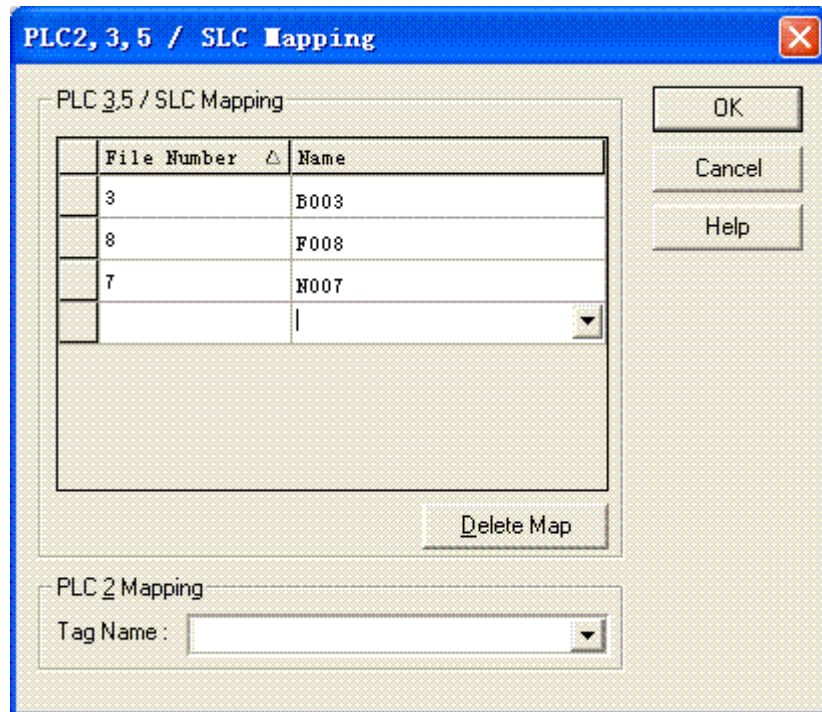 PLC2,3,5 / SLC Mapping
PLC 3,5 / SLC Mapping
File Number Name
3 B003
8 F008
7 N007
Delete Map
PLC 2 Mapping
Tag Name :
OK
Cancel
Help